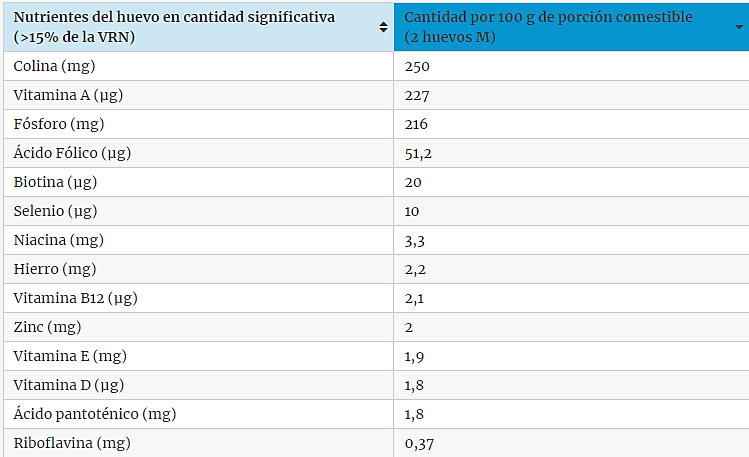 Nutrientes del huevo en cantidad significativa
(>15% de la VRN)
Cantidad por 100 g de porción comestible
(2 huevos M)
Colina (mg) 250
Vitamina A (µg) 227
Fósforo (mg) 216
Ácido Fólico (µg) 51,2
Biotina (µg) 20
Selenio (µg) 10
Niacina (mg) 3,3
Hierro (mg) 2,2
Vitamina B12 (µg) 2,1
Zinc (mg) 2
Vitamina E (mg) 1,9
Vitamina D (µg) 1,8
Ácido pantoténico (mg) 1,8
Riboflavina (mg) 0,37